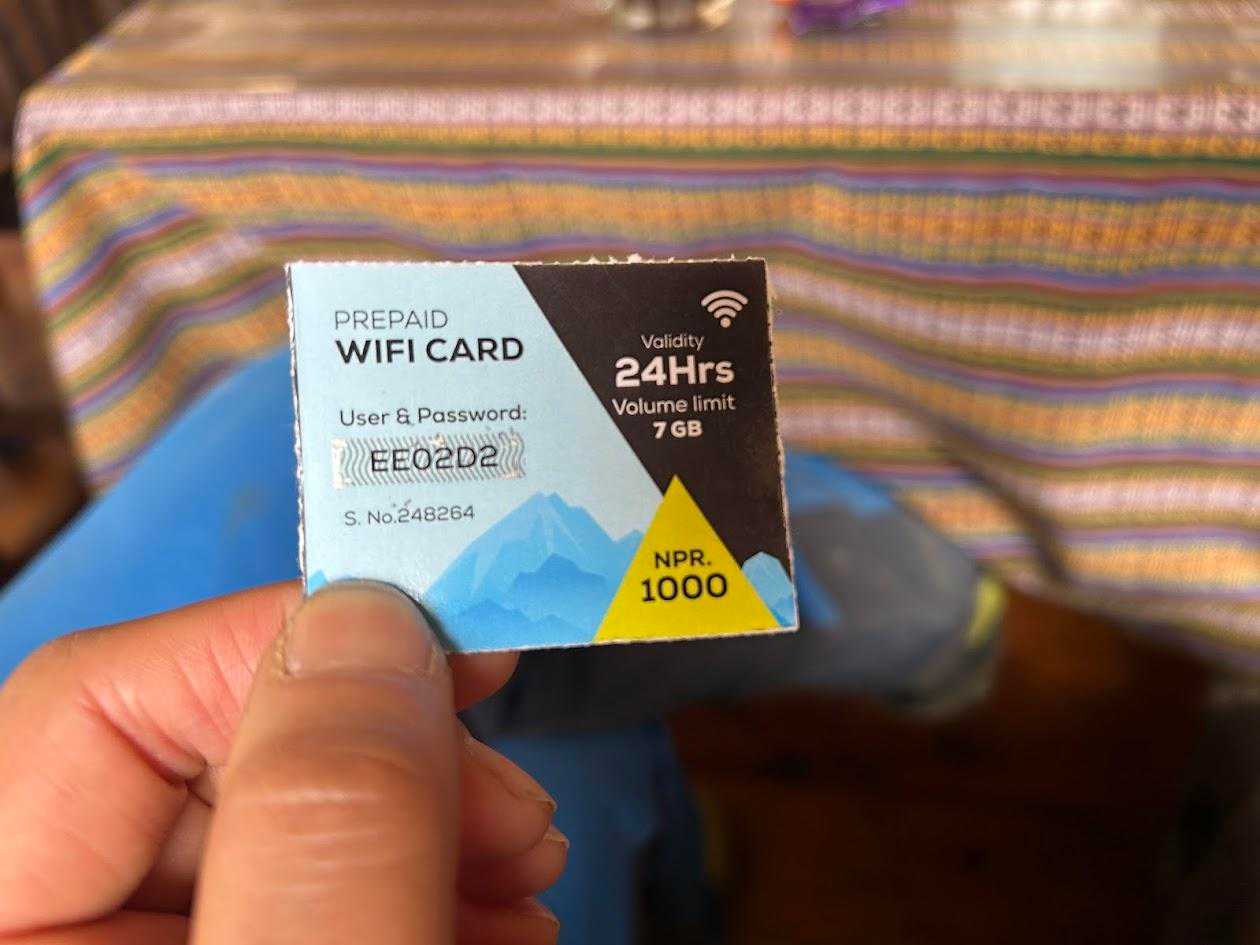 PREPAID
WIFI CARD
User & Password:
EE02D2
S. No.248264
Validity
24Hrs
Volume limit
7 GB
NPR.
1000